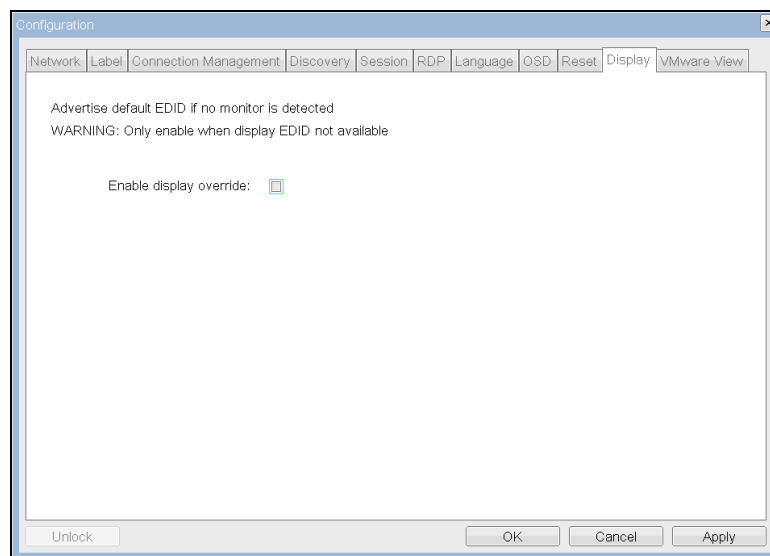 Configuration
Network Label Connection Management Discovery Session RDP Language OSD Reset Display VMware View
Advertise default EDID if no monitor is detected
WARNING: Only enable when display EDID not available
Enable display override:
Unlock OK Cancel Apply